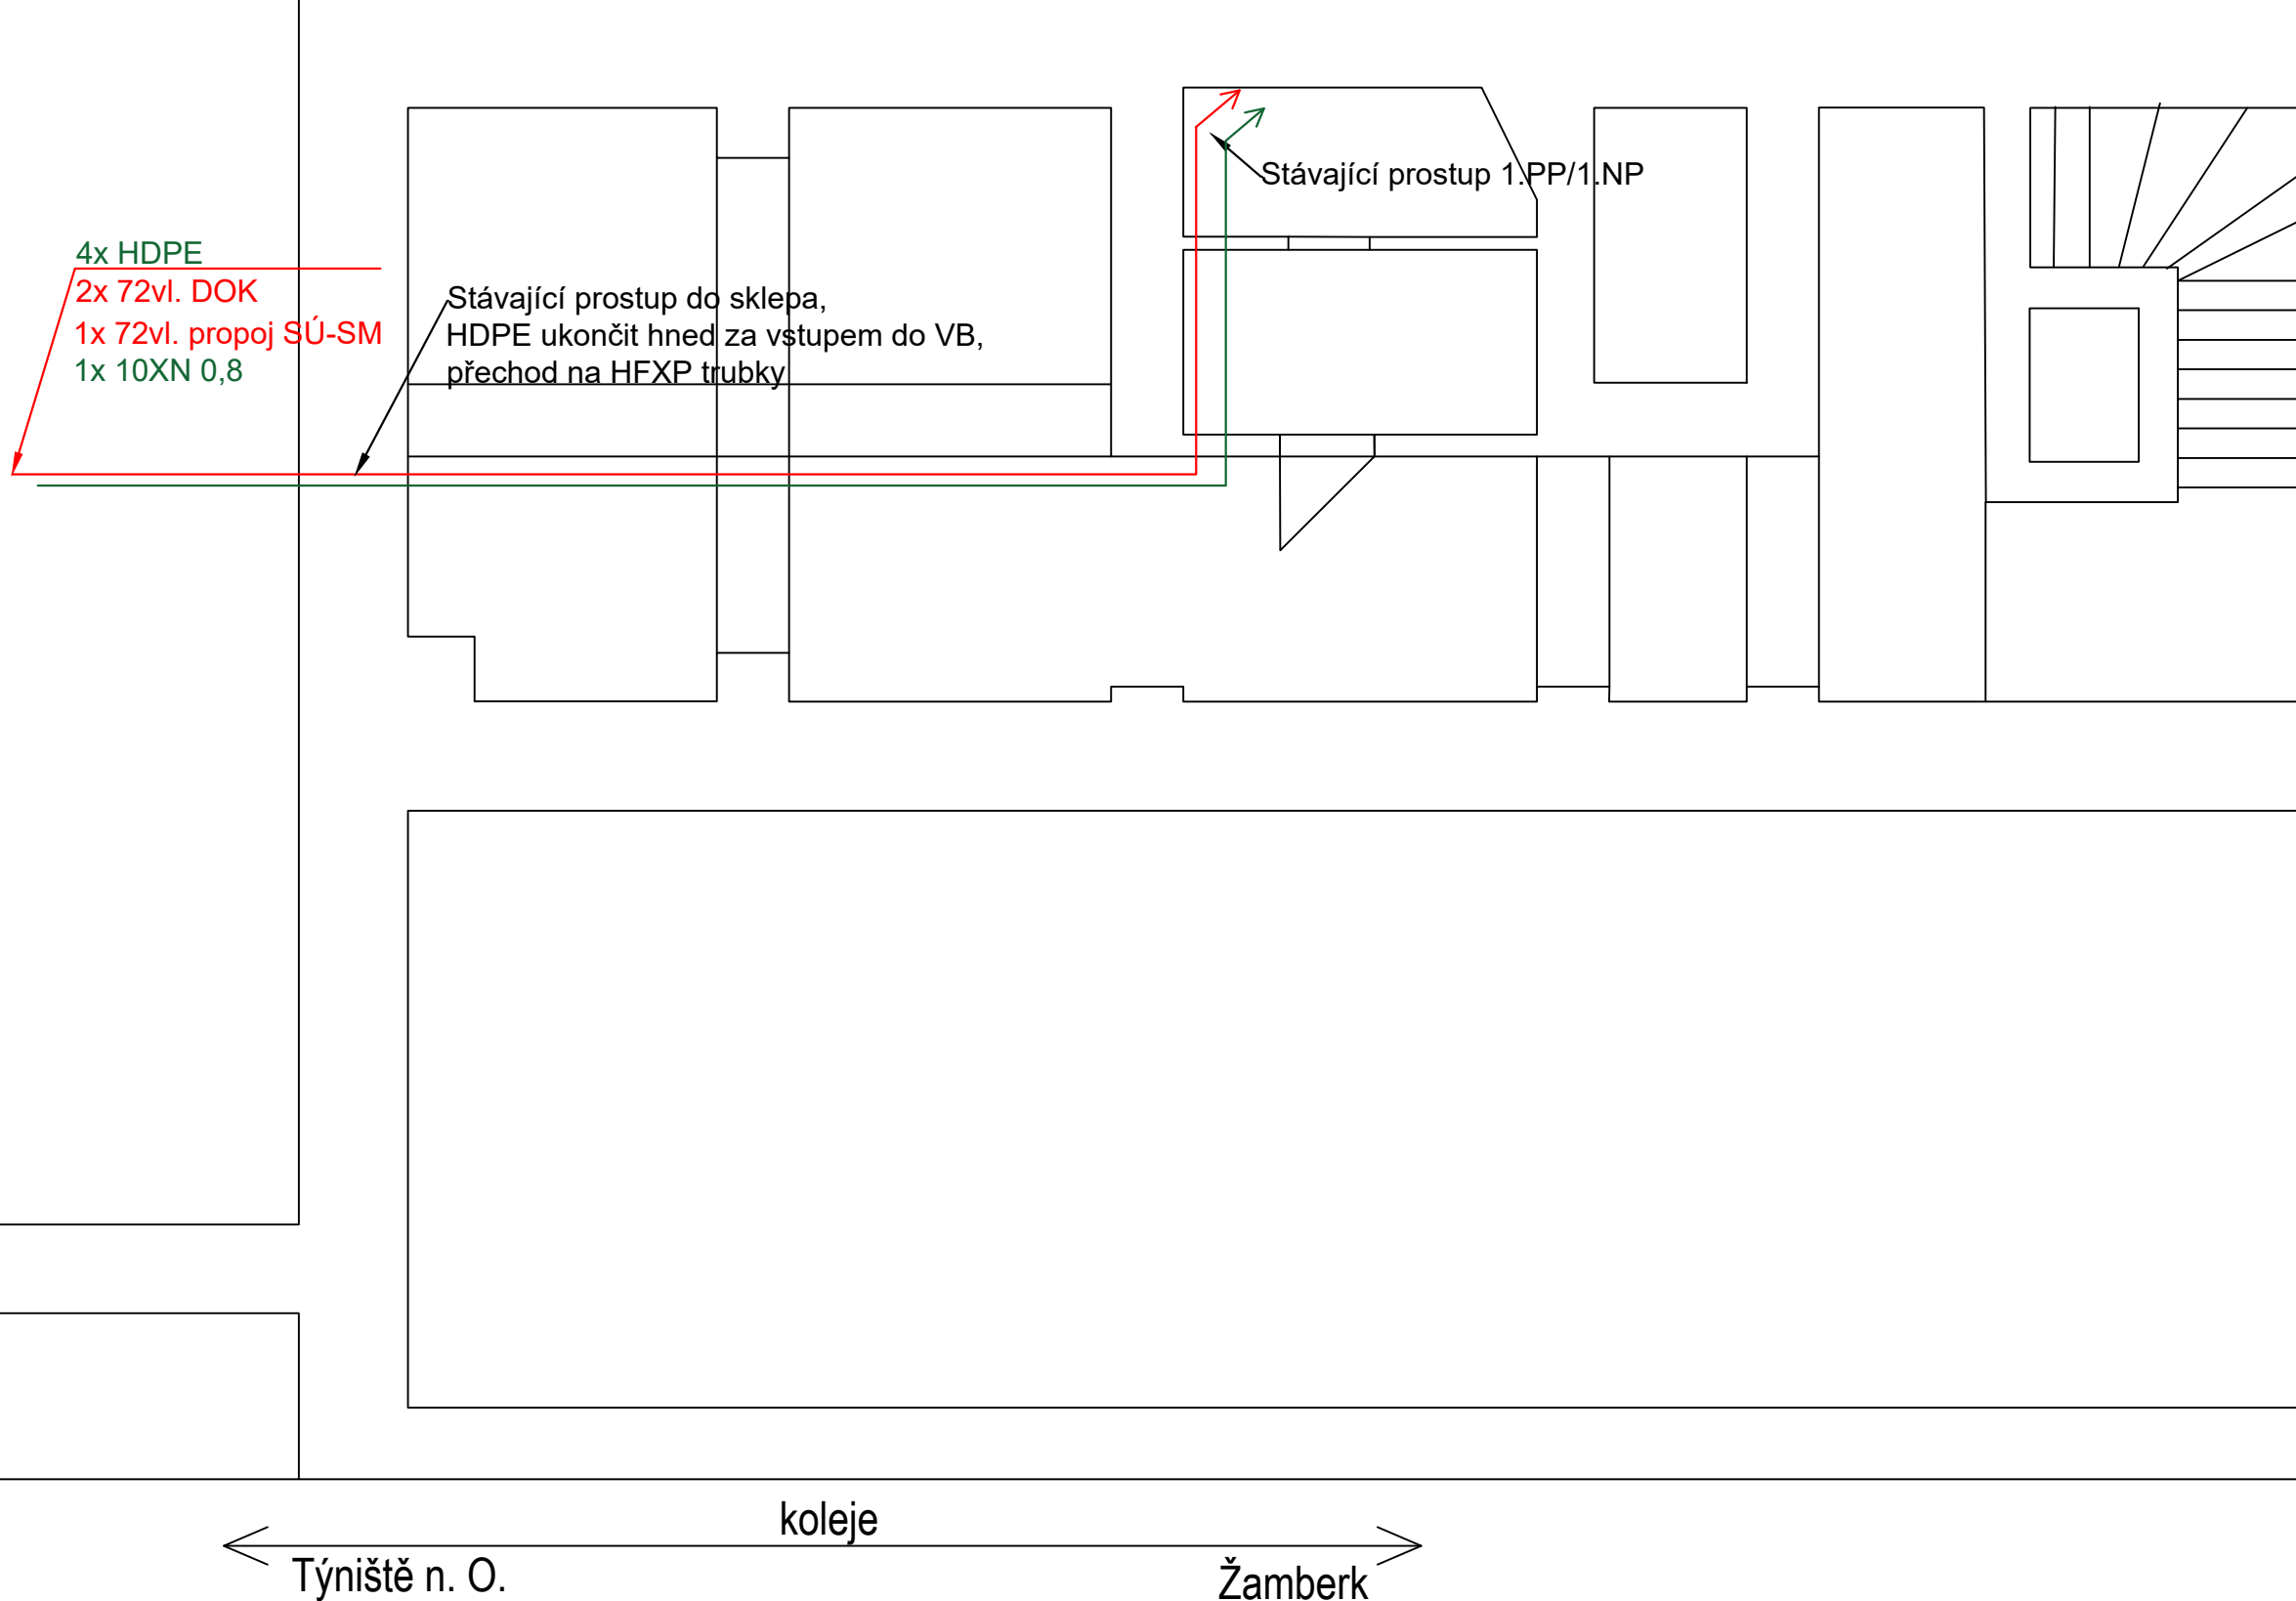 Stávající prostup 1.PP/1.NP
4x HDPE
2x 72vl. DOK
1x 72vl. propoj SÚ-SM
1x 10XN 0,8
Stávající prostup do sklepa,
HDPE ukončit hned za vstupem do VB,
přechod na HFXP trubky
koleje
Týniště n. O.
Žamberk